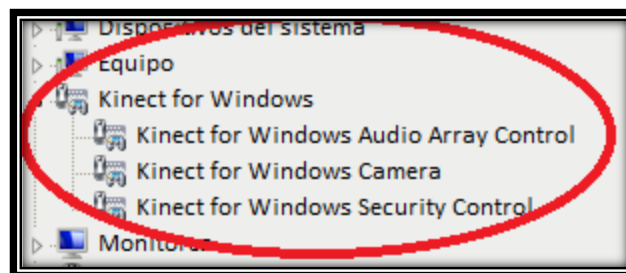 Dispositivos del sistema
Equipo
Kinect for Windows
Kinect for Windows Audio Array Control
Kinect for Windows Camera
Kinect for Windows Security Control
Monitores